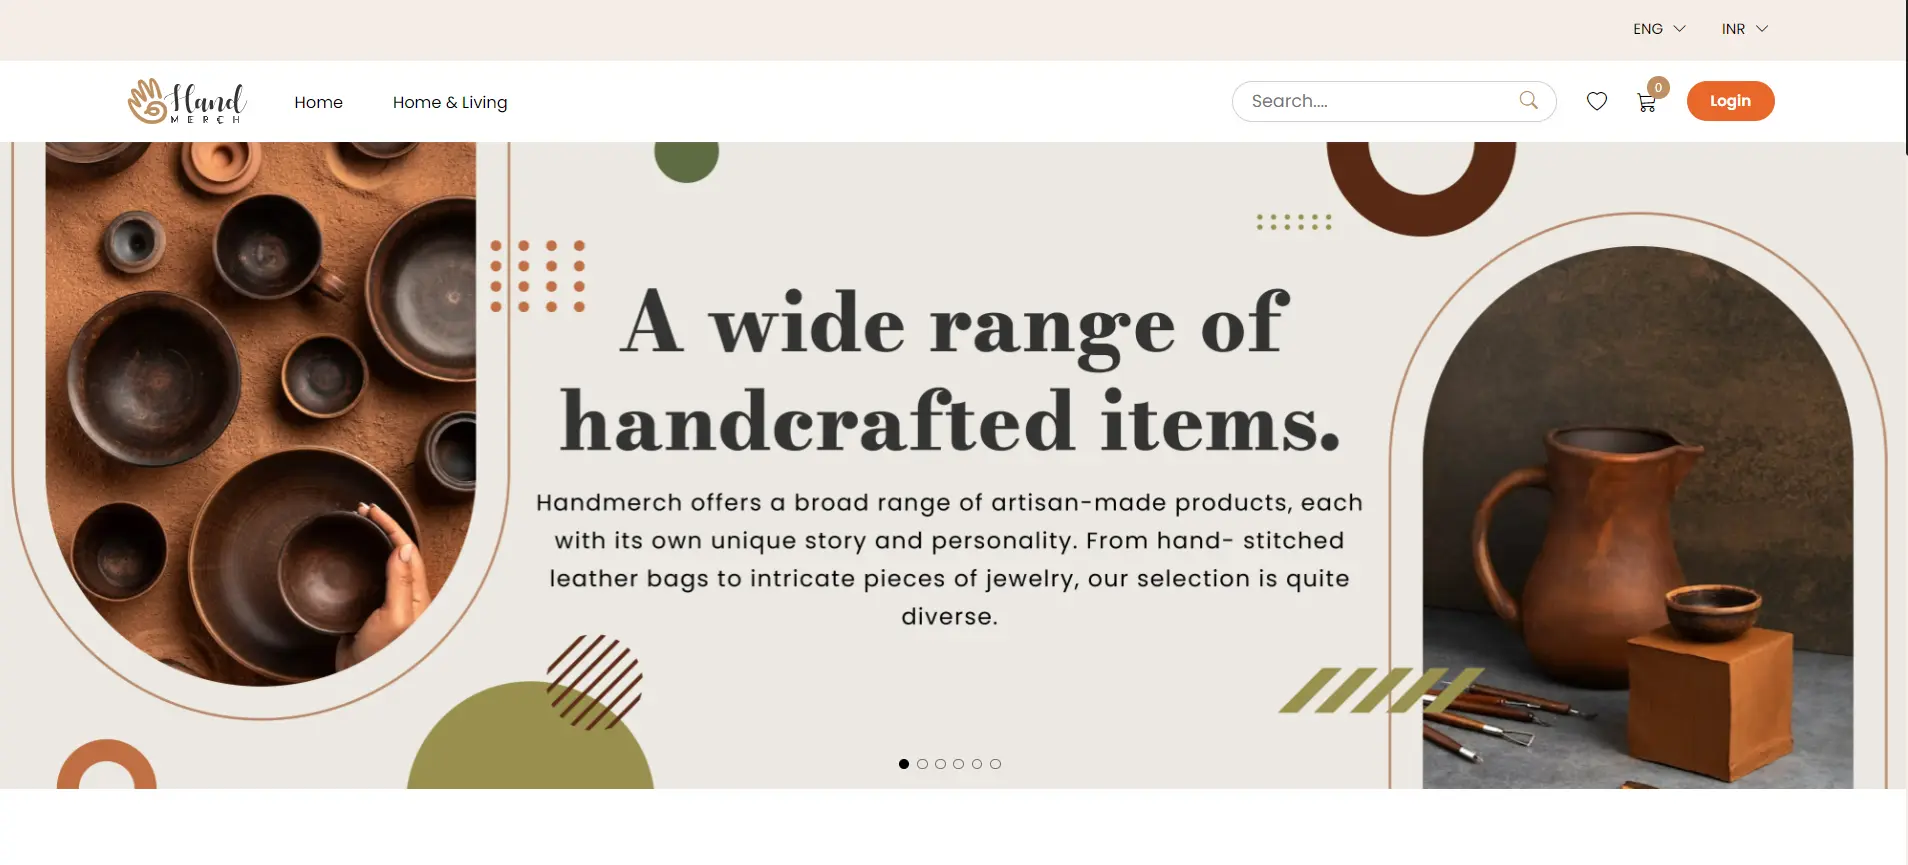 ENG INR
Hand
MERCH
Home Home & Living Search.... 0 Login
A wide range of
handcrafted items.
Handmerch offers a broad range of artisan-made products, each
with its own unique story and personality. From hand- stitched
leather bags to intricate pieces of jewelry, our selection is quite
diverse.